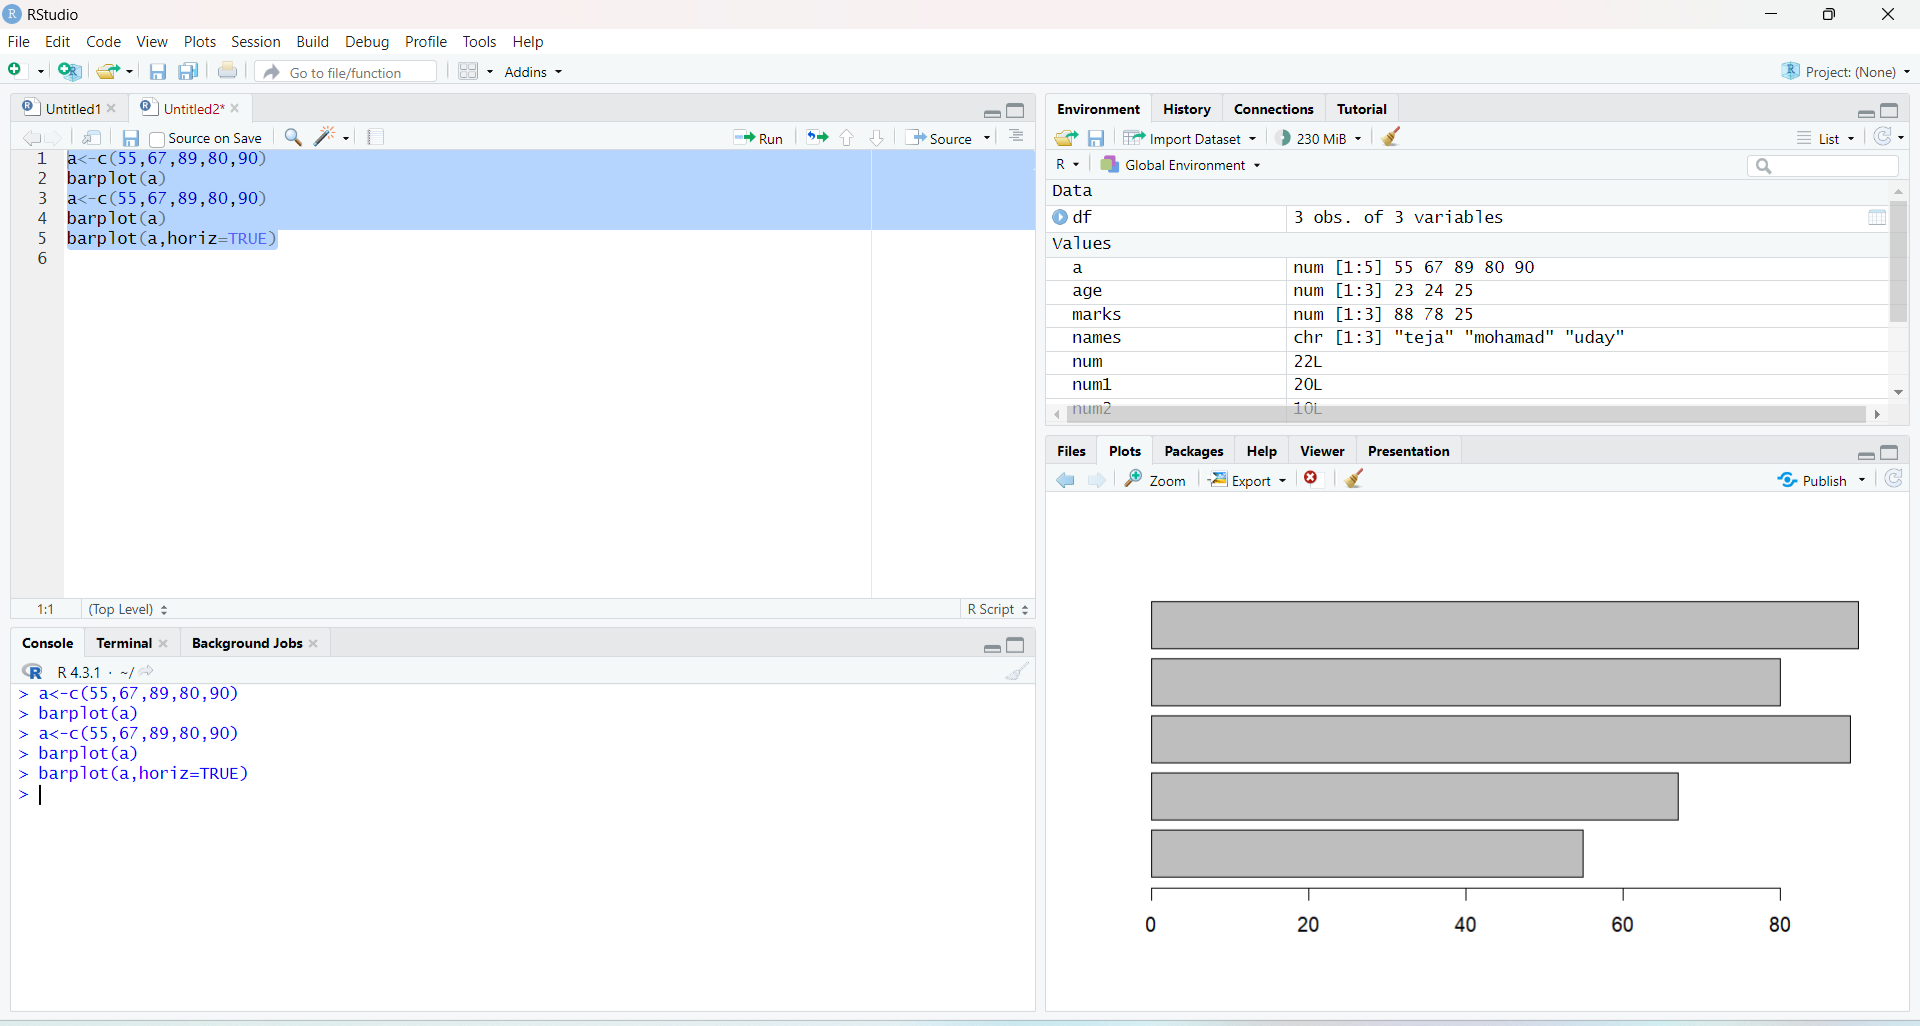 RStudio
File Edit Code View Plots Session Build Debug Profile Tools Help
Go to file/function Addins Project: (None)
Untitled1 Untitled2*
Source on Save Run Source
1 a<-c(55,67,89,80,90)
2 barplot(a)
3 a<-c(55,67,89,80,90)
4 barplot(a)
5 barplot(a,horiz=TRUE)
6
1:1 (Top Level) R Script
Console Terminal Background Jobs
R 4.3.1 · ~/
> a<-c(55,67,89,80,90)
> barplot(a)
> a<-c(55,67,89,80,90)
> barplot(a)
> barplot(a,horiz=TRUE)
>
Environment History Connections Tutorial
Import Dataset 230 MiB List
R Global Environment
Data
df 3 obs. of 3 variables
Values
a num [1:5] 55 67 89 80 90
age num [1:3] 23 24 25
marks num [1:3] 88 78 25
names chr [1:3] "teja" "mohamad" "uday"
num 22L
num1 20L
num2 10L
Files Plots Packages Help Viewer Presentation
Zoom Export Publish
0 20 40 60 80